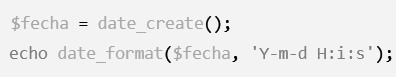 $fecha = date_create();
echo date_format($fecha, 'Y-m-d H:i:s');